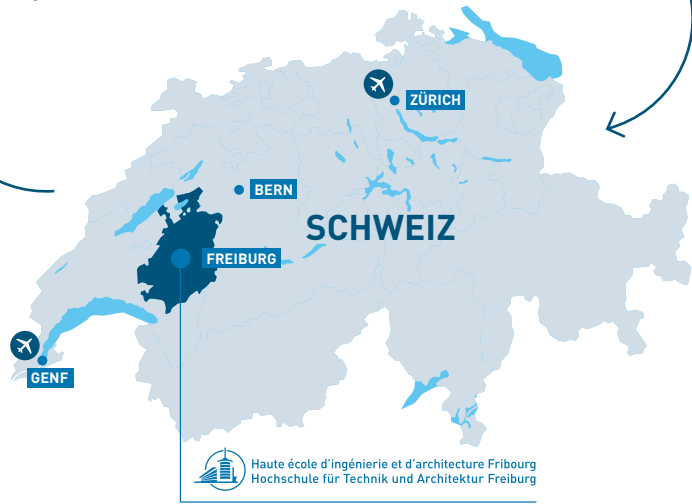 ZÜRICH
BERN
SCHWEIZ
FREIBURG
GENF
Haute école d'ingénierie et d'architecture Fribourg
Hochschule für Technik und Architektur Freiburg